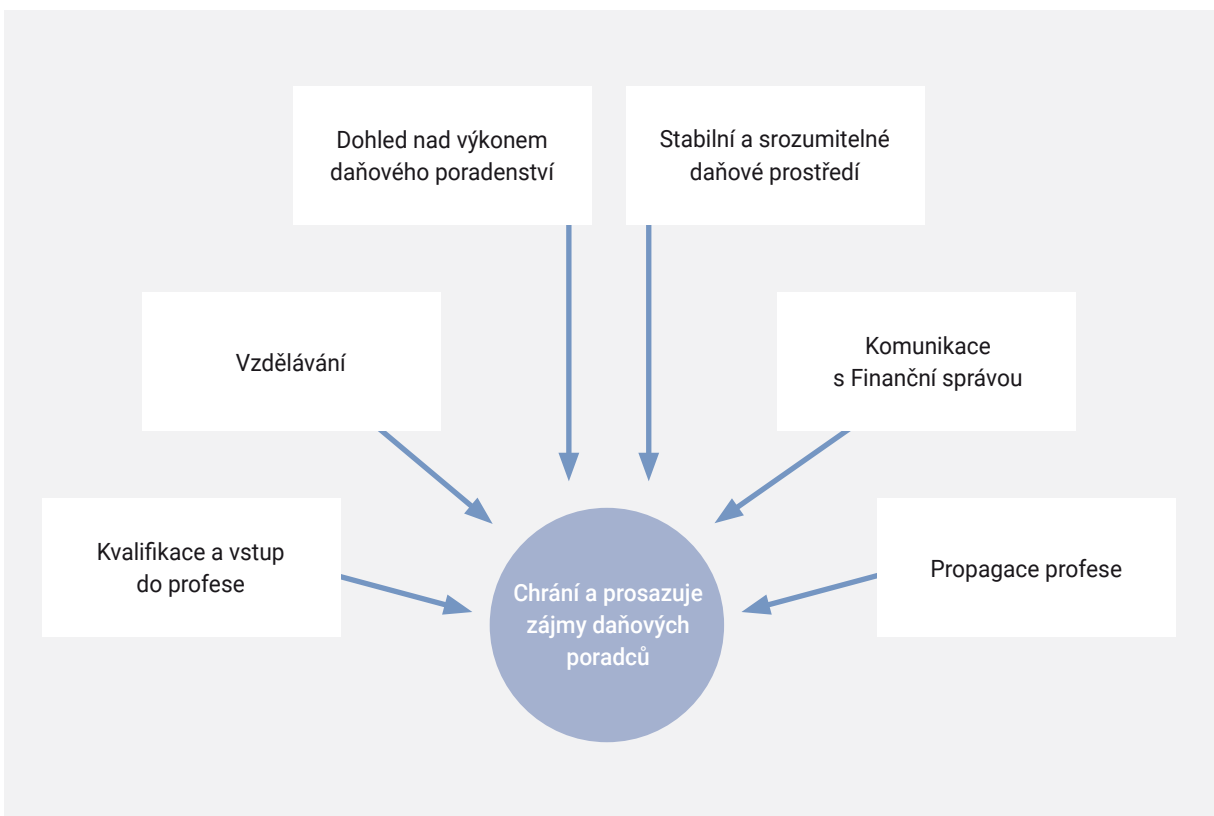 Dohled nad výkonem
daňového poradenství
Stabilní a srozumitelné
daňové prostředí
Vzdělávání
Komunikace
s Finanční správou
Kvalifikace a vstup
do profese
Chrání a prosazuje
zájmy daňových
poradců
Propagace profese